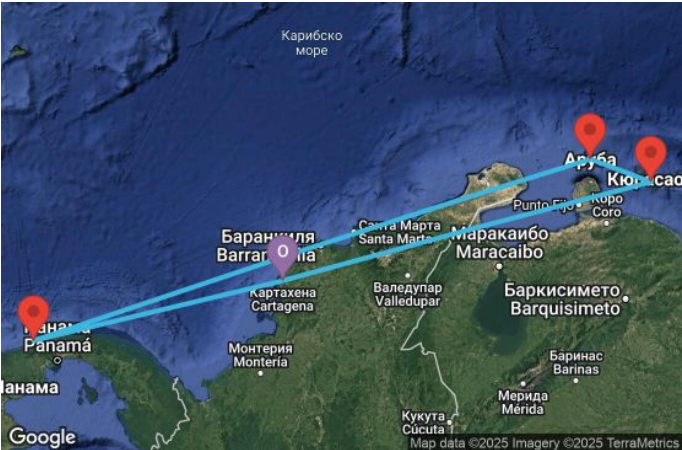 Карибско
море
Аруба
Кюрасао
Punto Fijo
Коро
Coro
Санта Марта
Santa Marta
Баранкиля
Barranquilla
О
Маракаибо
Maracaibo
Картахена
Cartagena
Валедупар
Valledupar
Баркисимето
Barquisimeto
Панама
Panamá
Панама
Монтерия
Montería
Баринас
Barinas
Мерида
Mérida
Кукута
Cúcuta
Google
Map data ©2025 Imagery ©2025 TerraMetrics